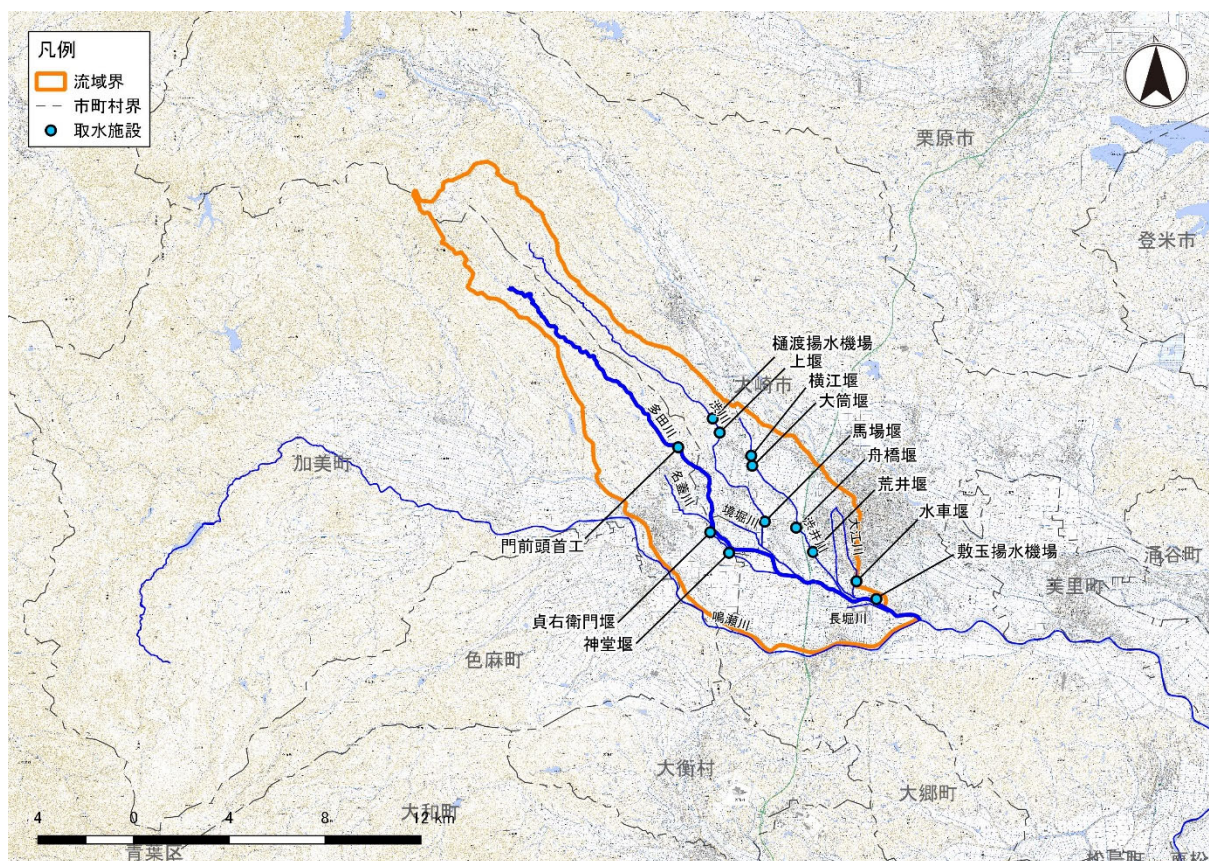 凡例
流域界
市町村界
取水施設
栗原市
登米市
樋渡揚水機場
上堰
大崎市
横江堰
大筒堰
渋川
多田川
馬場堰
加美町
舟橋堰
名蓋川
荒井堰
境堀川
渋井川
大江川
水車堰
門前頭首工
敷玉揚水機場
涌谷町
美里町
貞右衛門堰
長堀川
鳴瀬川
神堂堰
色麻町
大衡村
大郷町
大和町
4 0 4 8 12 km
青葉区
松島町